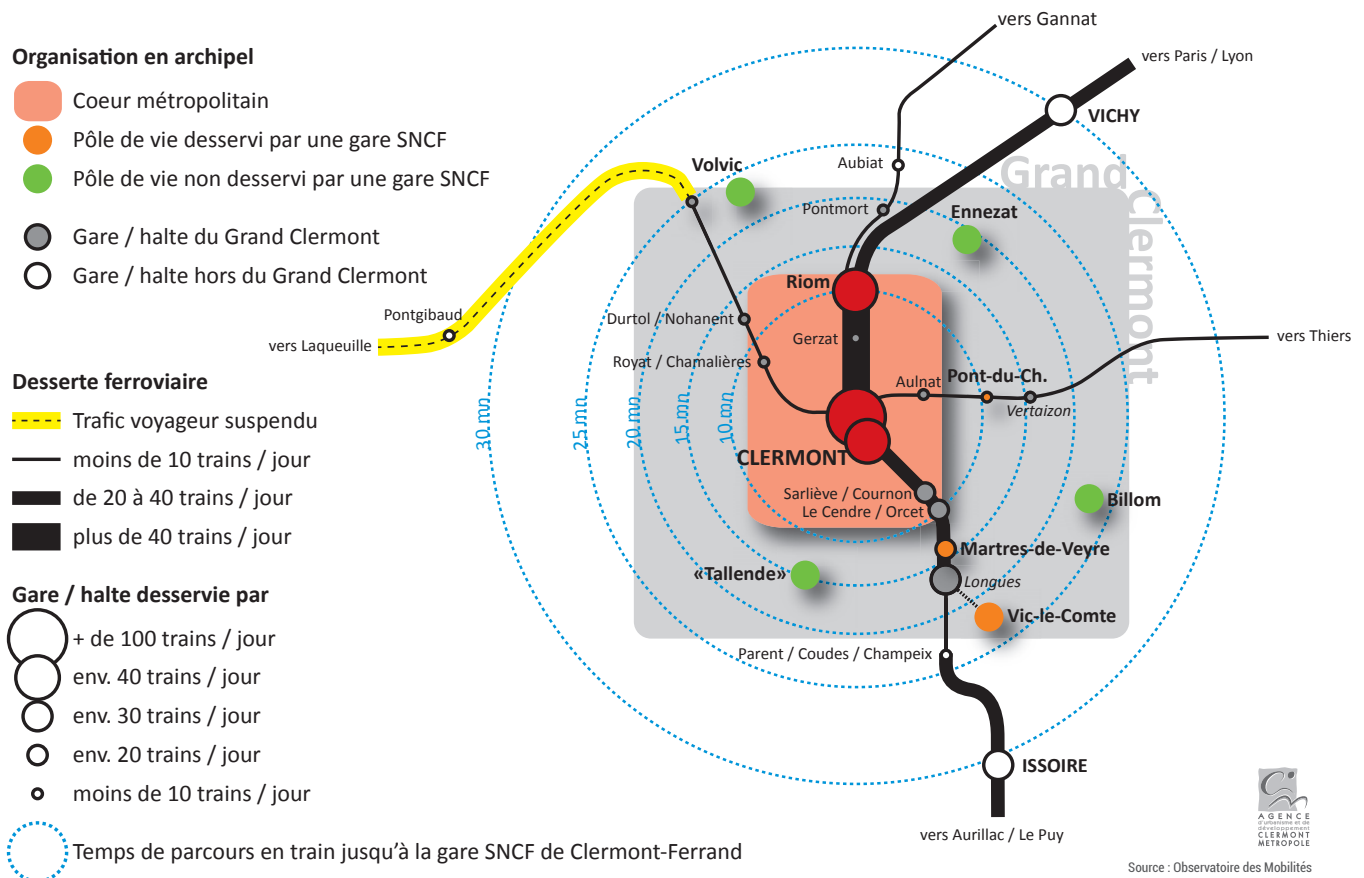 Organisation en archipel
Coeur métropolitain
Pôle de vie desservi par une gare SNCF
Pôle de vie non desservi par une gare SNCF
Gare / halte du Grand Clermont
Gare / halte hors du Grand Clermont
Desserte ferroviaire
Trafic voyageur suspendu
moins de 10 trains / jour
de 20 à 40 trains / jour
plus de 40 trains / jour
Gare / halte desservie par
+ de 100 trains / jour
env. 40 trains / jour
env. 30 trains / jour
env. 20 trains / jour
moins de 10 trains / jour
Temps de parcours en train jusqu'à la gare SNCF de Clermont-Ferrand
vers Gannat
vers Paris / Lyon
VICHY
Grand
Clermont
Aubiat
Volvic
Pontmort
Ennezat
Riom
Pontgibaud
vers Laqueuille
Durtol / Nohanent
Gerzat
vers Thiers
Royat / Chamalières
Aulnat
Pont-du-Ch.
Vertaizon
30 mn
25 mn
20 mn
15 mn
10 mn
CLERMONT
Sarliève / Cournon
Le Cendre / Orcet
Billom
Martres-de-Veyre
«Tallende»
Longues
Vic-le-Comte
Parent / Coudes / Champeix
ISSOIRE
vers Aurillac / Le Puy
AGENCE
d'urbanisme et de
développement
CLERMONT
METROPOLE
Source : Observatoire des Mobilités